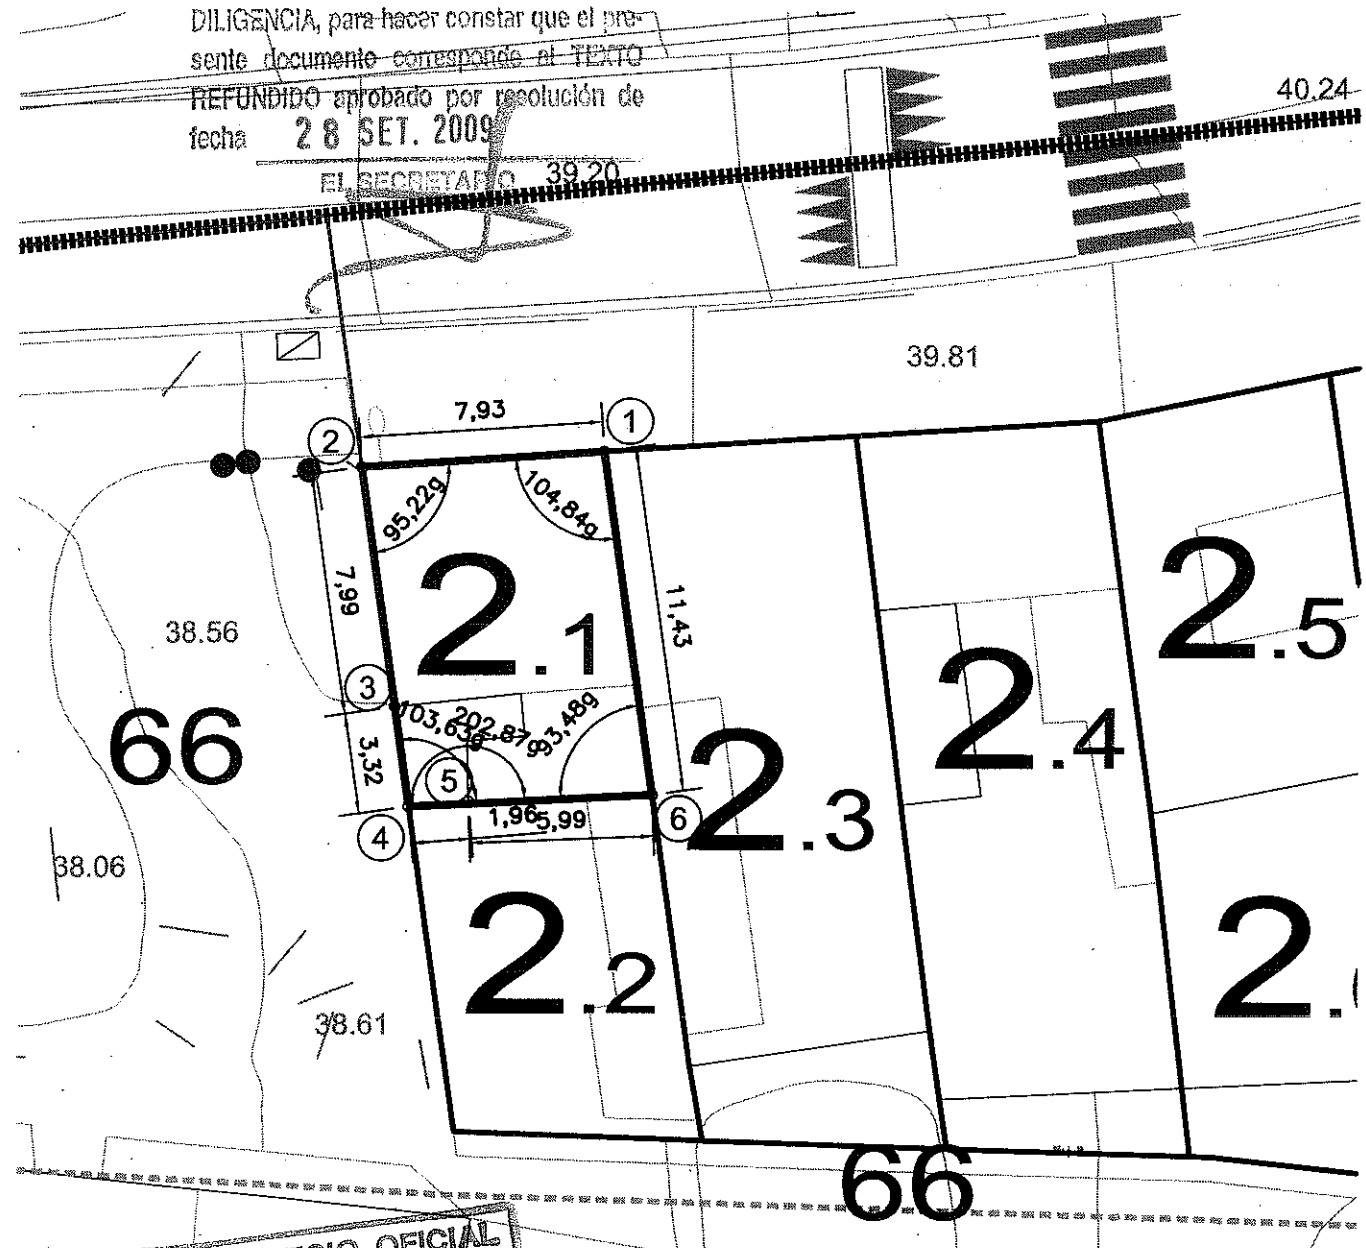 DILIGENCIA, para hacer constar que el pre-
sente documento corresponde al TEXTO
REFUNDIDO aprobado por resolución de
fecha 28 SET. 2009
EL SECRETARIO
39.20
40.24
39.81
7,93
1
2
95,22g
104,84g
2.1
7,99
11,43
38.56
3
66
103,63g
202,87g
93,48g
3,32
5
4
1,96
5,99
6
2.3
2.4
2.5
38.06
2.2
38.61
2.
66
OFICIAL